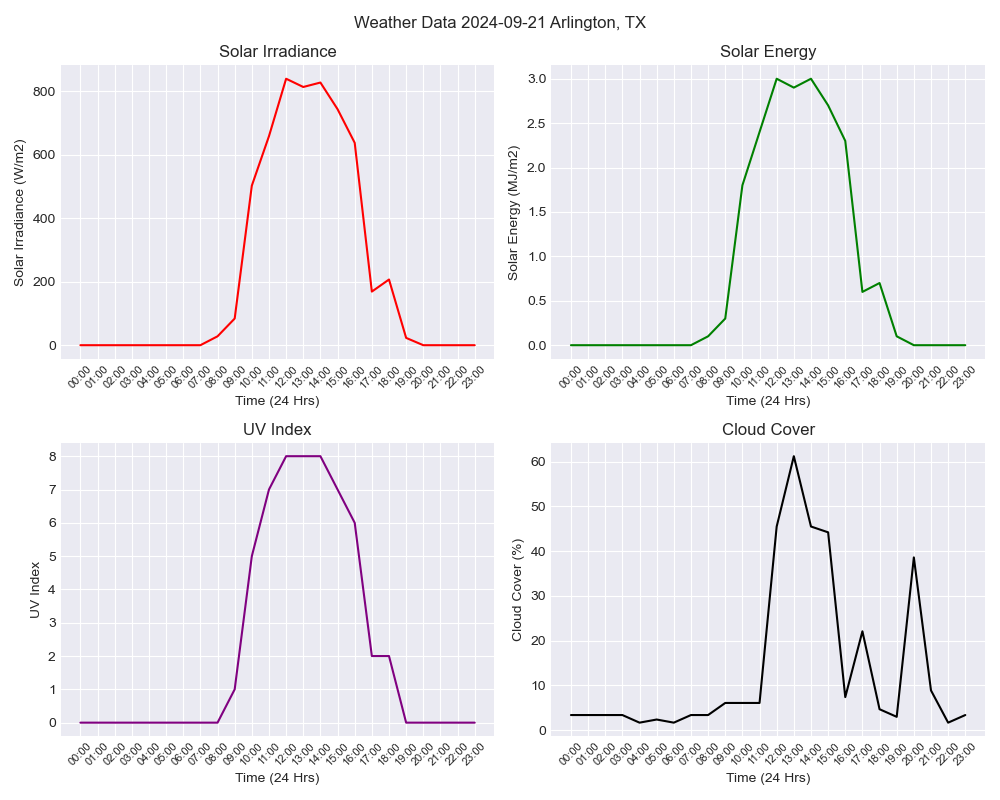 Weather Data 2024-09-21 Arlington, TX
Solar Irradiance
Solar Irradiance (W/m2)
800
600
400
200
0
00:00 01:00 02:00 03:00 04:00 05:00 06:00 07:00 08:00 09:00 10:00 11:00 12:00 13:00 14:00 15:00 16:00 17:00 18:00 19:00 20:00 21:00 22:00 23:00
Time (24 Hrs)
Solar Energy
Solar Energy (MJ/m2)
3.0
2.5
2.0
1.5
1.0
0.5
0.0
00:00 01:00 02:00 03:00 04:00 05:00 06:00 07:00 08:00 09:00 10:00 11:00 12:00 13:00 14:00 15:00 16:00 17:00 18:00 19:00 20:00 21:00 22:00 23:00
Time (24 Hrs)
UV Index
UV Index
8
7
6
5
4
3
2
1
0
00:00 01:00 02:00 03:00 04:00 05:00 06:00 07:00 08:00 09:00 10:00 11:00 12:00 13:00 14:00 15:00 16:00 17:00 18:00 19:00 20:00 21:00 22:00 23:00
Time (24 Hrs)
Cloud Cover
Cloud Cover (%)
60
50
40
30
20
10
0
00:00 01:00 02:00 03:00 04:00 05:00 06:00 07:00 08:00 09:00 10:00 11:00 12:00 13:00 14:00 15:00 16:00 17:00 18:00 19:00 20:00 21:00 22:00 23:00
Time (24 Hrs)